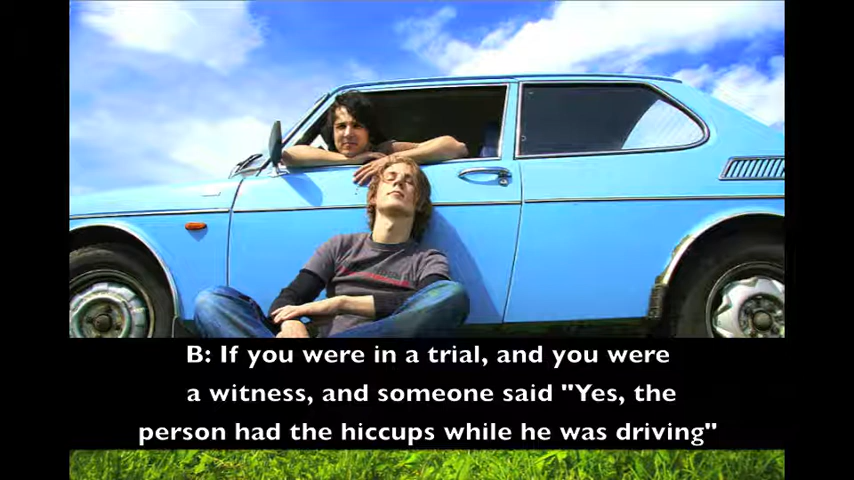 B: If you were in a trial, and you were
a witness, and someone said "Yes, the
person had the hiccups while he was driving"